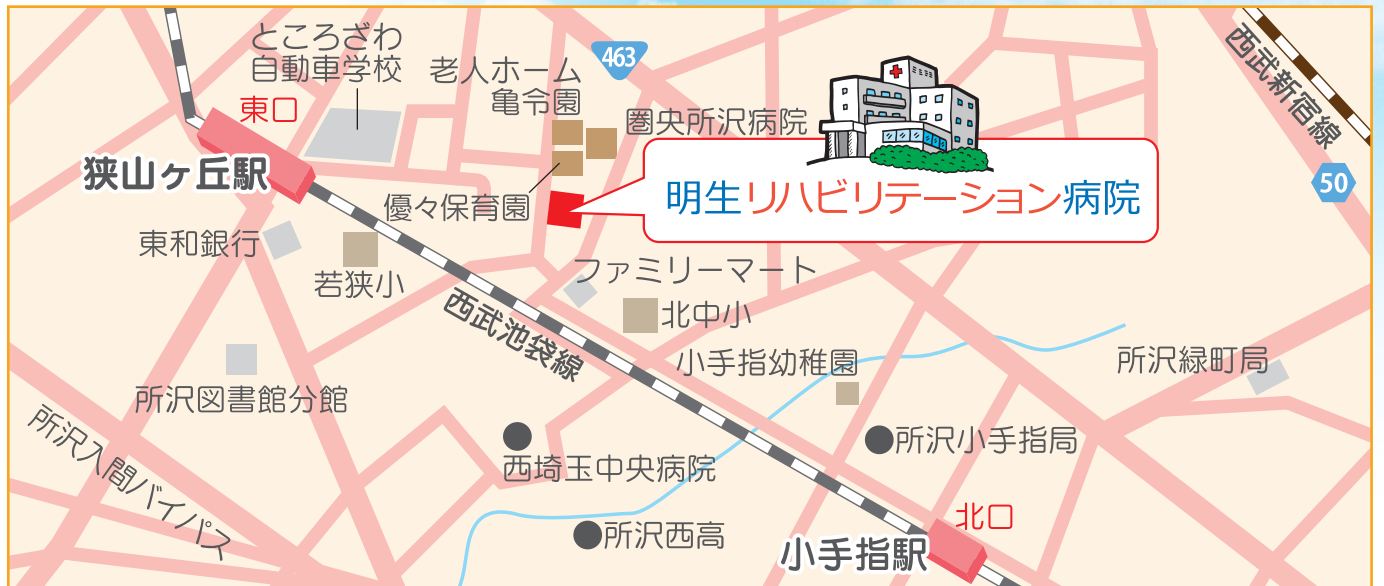 ところざわ
自動車学校
老人ホーム
亀令園
463
西武新宿線
東口
圏央所沢病院
狭山ヶ丘駅
明生リハビリテーション病院
50
優々保育園
東和銀行
若狭小
ファミリーマート
西武池袋線
北中小
小手指幼稚園
所沢緑町局
所沢図書館分館
所沢入間バイパス
西埼玉中央病院
所沢小手指局
北口
所沢西高
小手指駅